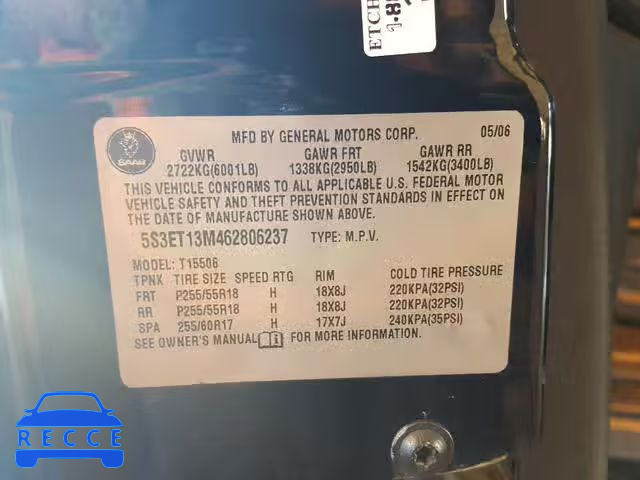 ETCH
SAAB
MFD BY GENERAL MOTORS CORP. 05/06
GVWR GAWR FRT GAWR RR
2722KG(6001LB) 1338KG(2950LB) 1542KG(3400LB)
THIS VEHICLE CONFORMS TO ALL APPLICABLE U.S. FEDERAL MOTOR
VEHICLE SAFETY AND THEFT PREVENTION STANDARDS IN EFFECT ON
THE DATE OF MANUFACTURE SHOWN ABOVE.
5S3ET13M462806237 TYPE: M.P.V.
MODEL: T15506
TPNK TIRE SIZE SPEED RTG RIM COLD TIRE PRESSURE
FRT P255/55R18 H 18X8J 220KPA(32PSI)
RR P255/55R18 H 18X8J 220KPA(32PSI)
SPA 255/60R17 H 17X7J 240KPA(35PSI)
SEE OWNER'S MANUAL FOR MORE INFORMATION.
RECCE